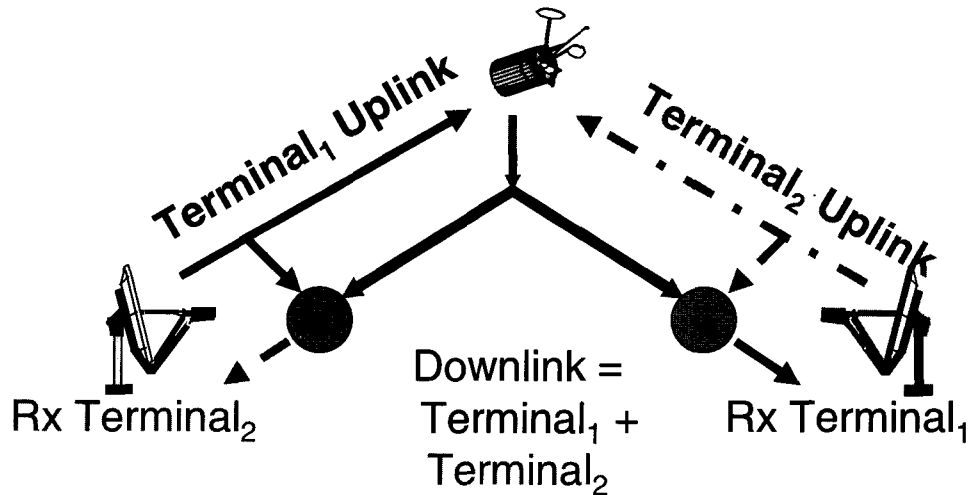 Terminal₁ Uplink
Terminal₂ Uplink
Rx Terminal₂
Downlink =
Terminal₁ +
Terminal₂
Rx Terminal₁